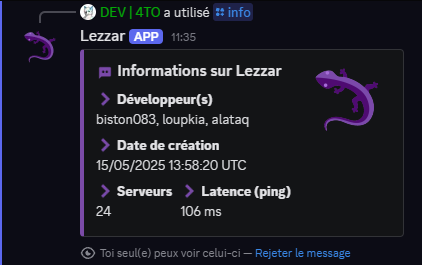 DEV | 4TO a utilisé info
Lezzar APP 11:35
Informations sur Lezzar
Développeur(s)
biston083, loupkia, alataq
Date de création
15/05/2025 13:58:20 UTC
Serveurs Latence (ping)
24 106 ms
Toi seul(e) peux voir celui-ci — Rejeter le message